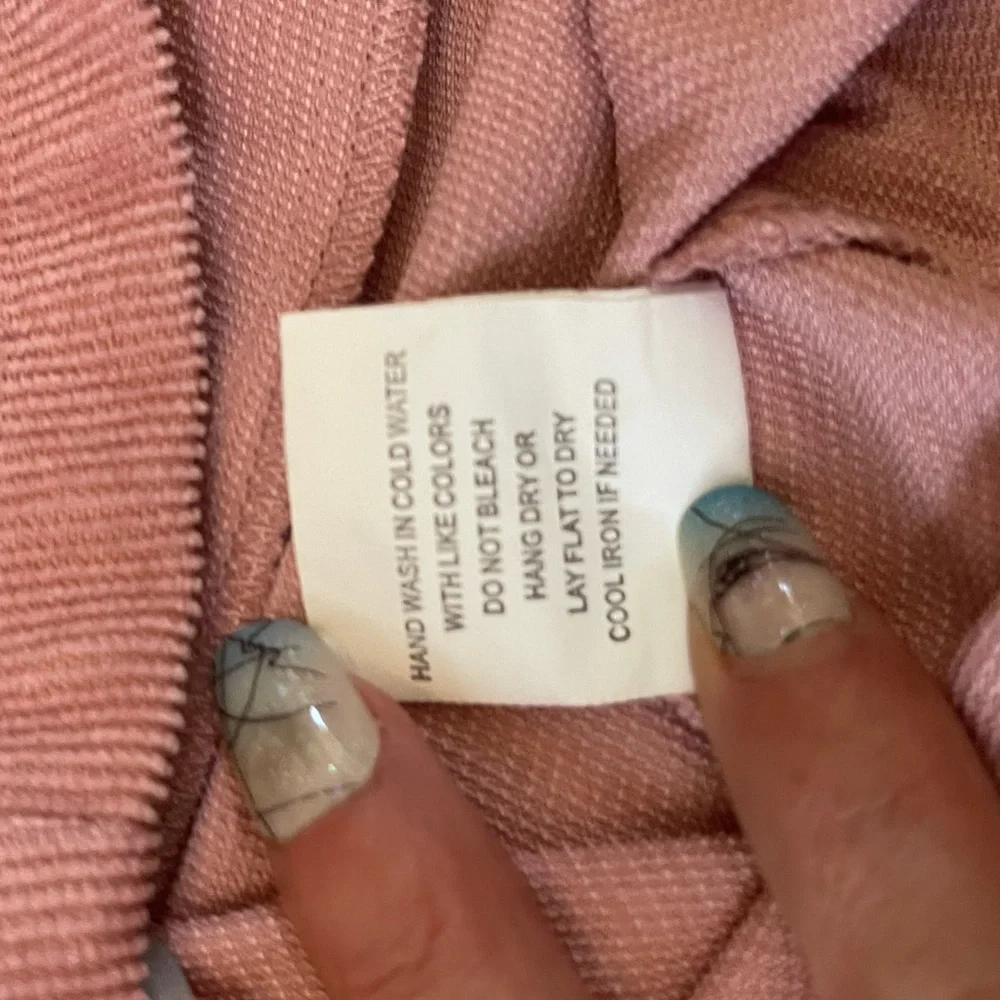 HAND WASH IN COLD WATER
WITH LIKE COLORS
DO NOT BLEACH
HANG DRY OR
LAY FLAT TO DRY
COOL IRON IF NEEDED